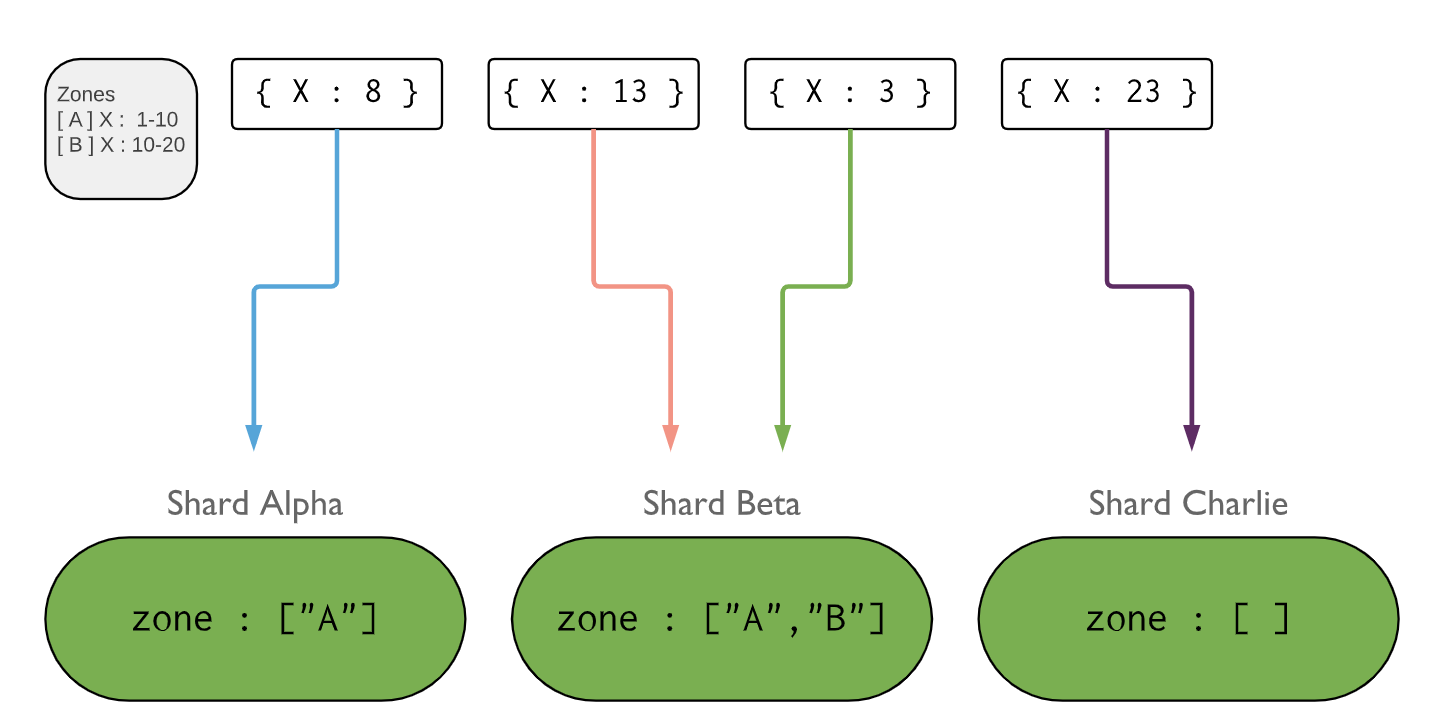 Zones
[ A ] X :  1-10
[ B ] X : 10-20
{ X : 8 }
{ X : 13 }
{ X : 3 }
{ X : 23 }
Shard Alpha
Shard Beta
Shard Charlie
zone : ["A"]
zone : ["A","B"]
zone : [ ]